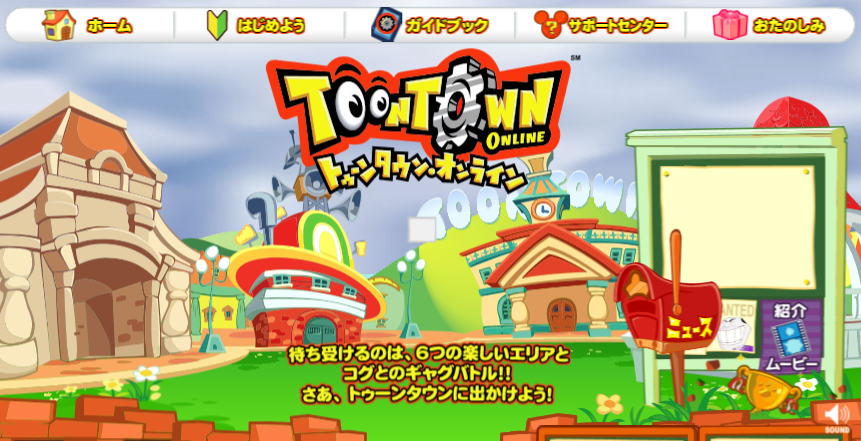 ホーム
はじめよう
ガイドブック
サポートセンター
おたのしみ
TOONTOWN
ONLINE
SM
トゥーンタウン・オンライン
TOONTOWN
WANTED
紹介
ムービー
ニュース
待ち受けるのは、6つの楽しいエリアと
コグとのギャグバトル!!
さあ、トゥーンタウンに出かけよう!
SOUND